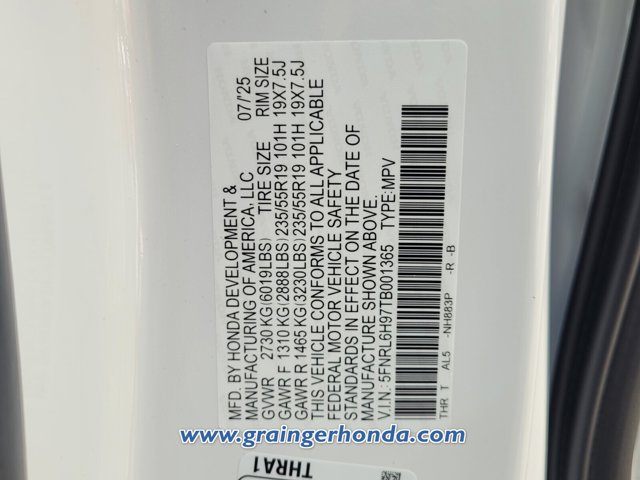 MFD. BY HONDA DEVELOPMENT &
MANUFACTURING OF AMERICA, LLC 07/'25
GVWR 2730 KG(6019LBS) TIRE SIZE RIM SIZE
GAWR F 1310 KG(2888LBS)235/55R19 101H 19X7.5J
GAWR R 1465 KG(3230LBS)235/55R19 101H 19X7.5J
THIS VEHICLE CONFORMS TO ALL APPLICABLE
FEDERAL MOTOR VEHICLE SAFETY
STANDARDS IN EFFECT ON THE DATE OF
MANUFACTURE SHOWN ABOVE.
V.I.N.: 5FNRL6H97TB001365 TYPE:MPV
THR T AL5 -NH883P -R -B
THRA1
www.graingerhonda.com